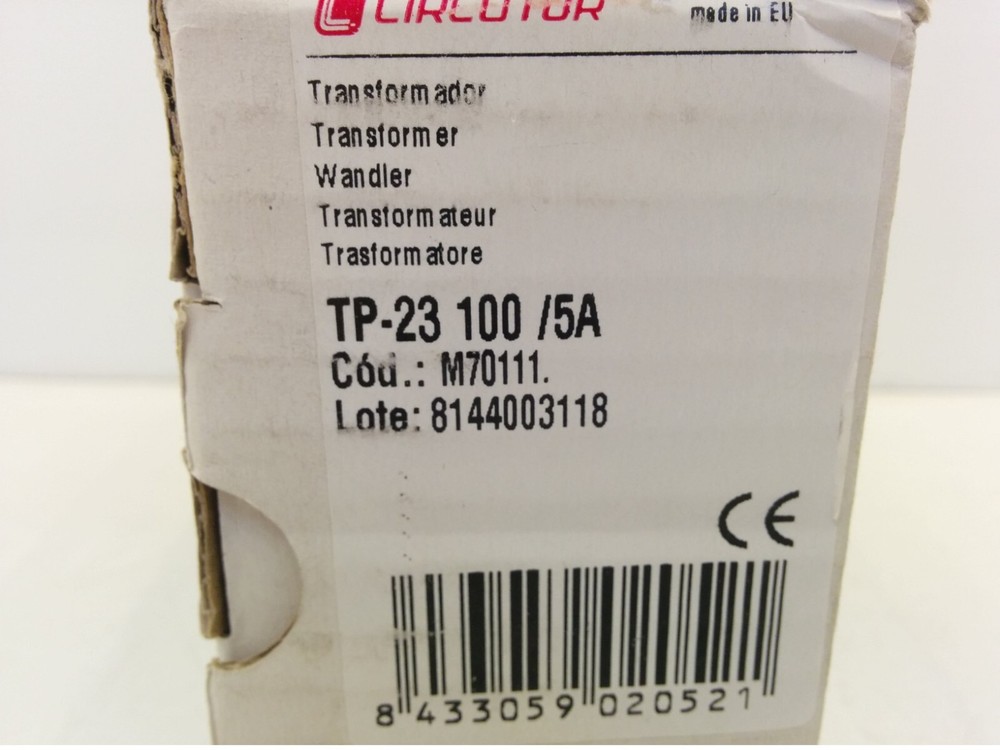 CIRCUTOR made in EU
Transformador
Transformer
Wandler
Transformateur
Trasformatore
TP-23 100 /5A
Cód.: M70111.
Lote: 8144003118
CE
8 433059 020521